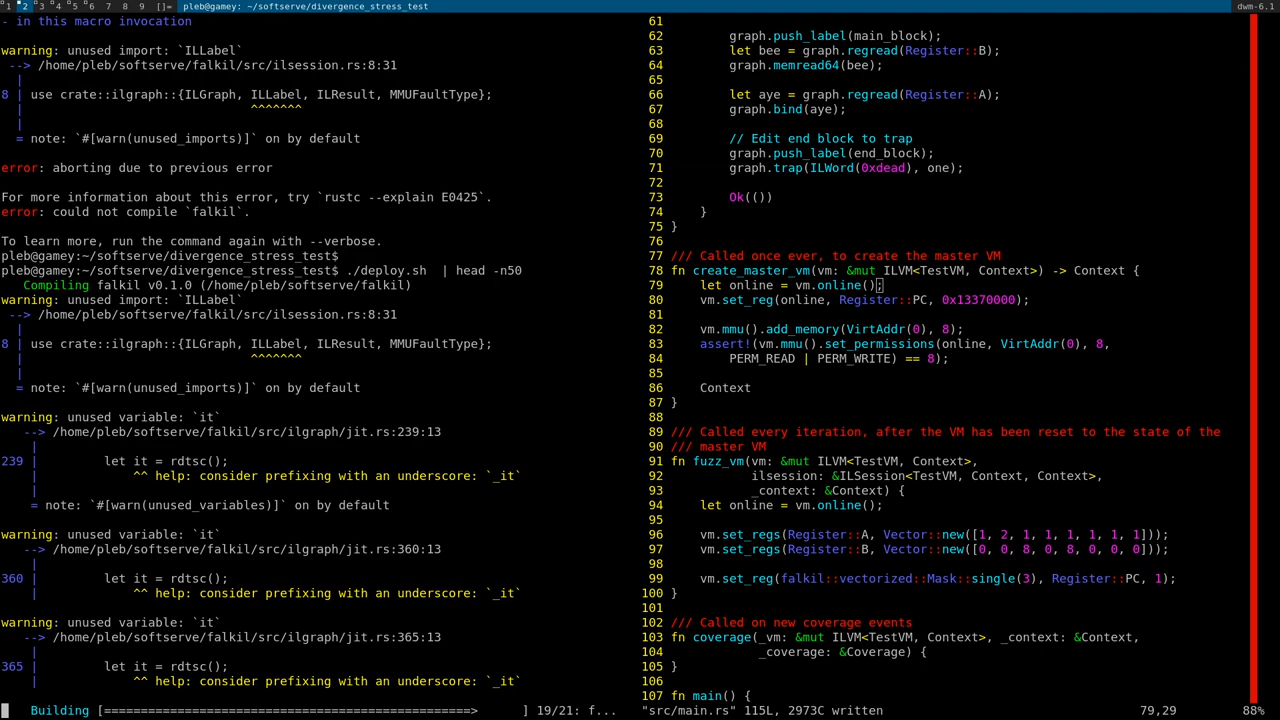 1 2 3 4 5 6 7 8 9 []= pleb@gamey: ~/softserve/divergence_stress_test dwm-6.1
- in this macro invocation

warning: unused import: `ILLabel`
 --> /home/pleb/softserve/falkil/src/ilsession.rs:8:31
  |
8 | use crate::ilgraph::{ILGraph, ILLabel, ILResult, MMUFaultType};
  |                               ^^^^^^^
  |
  = note: `#[warn(unused_imports)]` on by default

error: aborting due to previous error

For more information about this error, try `rustc --explain E0425`.
error: could not compile `falkil`.

To learn more, run the command again with --verbose.
pleb@gamey:~/softserve/divergence_stress_test$
pleb@gamey:~/softserve/divergence_stress_test$ ./deploy.sh  | head -n50
   Compiling falkil v0.1.0 (/home/pleb/softserve/falkil)
warning: unused import: `ILLabel`
 --> /home/pleb/softserve/falkil/src/ilsession.rs:8:31
  |
8 | use crate::ilgraph::{ILGraph, ILLabel, ILResult, MMUFaultType};
  |                               ^^^^^^^
  |
  = note: `#[warn(unused_imports)]` on by default

warning: unused variable: `it`
   --> /home/pleb/softserve/falkil/src/ilgraph/jit.rs:239:13
    |
239 |         let it = rdtsc();
    |             ^^ help: consider prefixing with an underscore: `_it`
    |
    = note: `#[warn(unused_variables)]` on by default

warning: unused variable: `it`
   --> /home/pleb/softserve/falkil/src/ilgraph/jit.rs:360:13
    |
360 |         let it = rdtsc();
    |             ^^ help: consider prefixing with an underscore: `_it`

warning: unused variable: `it`
   --> /home/pleb/softserve/falkil/src/ilgraph/jit.rs:365:13
    |
365 |         let it = rdtsc();
    |             ^^ help: consider prefixing with an underscore: `_it`

    Building [==================================================>      ] 19/21: f...
61
62         graph.push_label(main_block);
63         let bee = graph.regread(Register::B);
64         graph.memread64(bee);
65
66         let aye = graph.regread(Register::A);
67         graph.bind(aye);
68
69         // Edit end block to trap
70         graph.push_label(end_block);
71         graph.trap(ILWord(0xdead), one);
72
73         Ok(())
74     }
75 }
76
77 /// Called once ever, to create the master VM
78 fn create_master_vm(vm: &mut ILVM<TestVM, Context>) -> Context {
79     let online = vm.online();
80     vm.set_reg(online, Register::PC, 0x13370000);
81
82     vm.mmu().add_memory(VirtAddr(0), 8);
83     assert!(vm.mmu().set_permissions(online, VirtAddr(0), 8,
84         PERM_READ | PERM_WRITE) == 8);
85
86     Context
87 }
88
89 /// Called every iteration, after the VM has been reset to the state of the
90 /// master VM
91 fn fuzz_vm(vm: &mut ILVM<TestVM, Context>,
92            ilsession: &ILSession<TestVM, Context, Context>,
93            _context: &Context) {
94     let online = vm.online();
95
96     vm.set_regs(Register::A, Vector::new([1, 2, 1, 1, 1, 1, 1, 1]));
97     vm.set_regs(Register::B, Vector::new([0, 0, 8, 0, 8, 0, 0, 0]));
98
99     vm.set_reg(falkil::vectorized::Mask::single(3), Register::PC, 1);
100 }
101
102 /// Called on new coverage events
103 fn coverage(_vm: &mut ILVM<TestVM, Context>, _context: &Context,
104             _coverage: &Coverage) {
105 }
106
107 fn main() {
"src/main.rs" 115L, 2973C written 79,29 88%